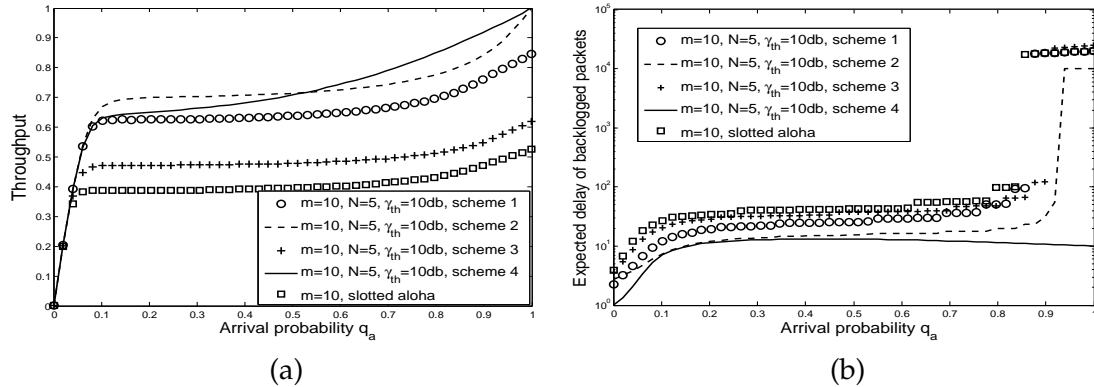 1
0.9
0.8
0.7
0.6
0.5
0.4
0.3
0.2
0.1
0
Throughput
0 0.1 0.2 0.3 0.4 0.5 0.6 0.7 0.8 0.9 1
Arrival probability qₐ
m=10, N=5, γₜₕ=10db, scheme 1
m=10, N=5, γₜₕ=10db, scheme 2
m=10, N=5, γₜₕ=10db, scheme 3
m=10, N=5, γₜₕ=10db, scheme 4
m=10, slotted aloha
(a)
10⁵
10⁴
10³
10²
10¹
10⁰
Expected delay of backlogged packets
m=10, N=5, γₜₕ=10db, scheme 1
m=10, N=5, γₜₕ=10db, scheme 2
m=10, N=5, γₜₕ=10db, scheme 3
m=10, N=5, γₜₕ=10db, scheme 4
m=10, slotted aloha
0 0.1 0.2 0.3 0.4 0.5 0.6 0.7 0.8 0.9 1
Arrival probability qₐ
(b)